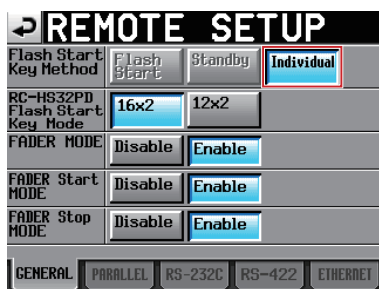 REMOTE SETUP
Flash Start
Key Method
Flash
Start
Standby
Individual
RC-HS32PD
Flash Start
Key Mode
16x2
12x2
FADER MODE
Disable
Enable
FADER Start
MODE
Disable
Enable
FADER Stop
MODE
Disable
Enable
GENERAL
PARALLEL
RS-232C
RS-422
ETHERNET